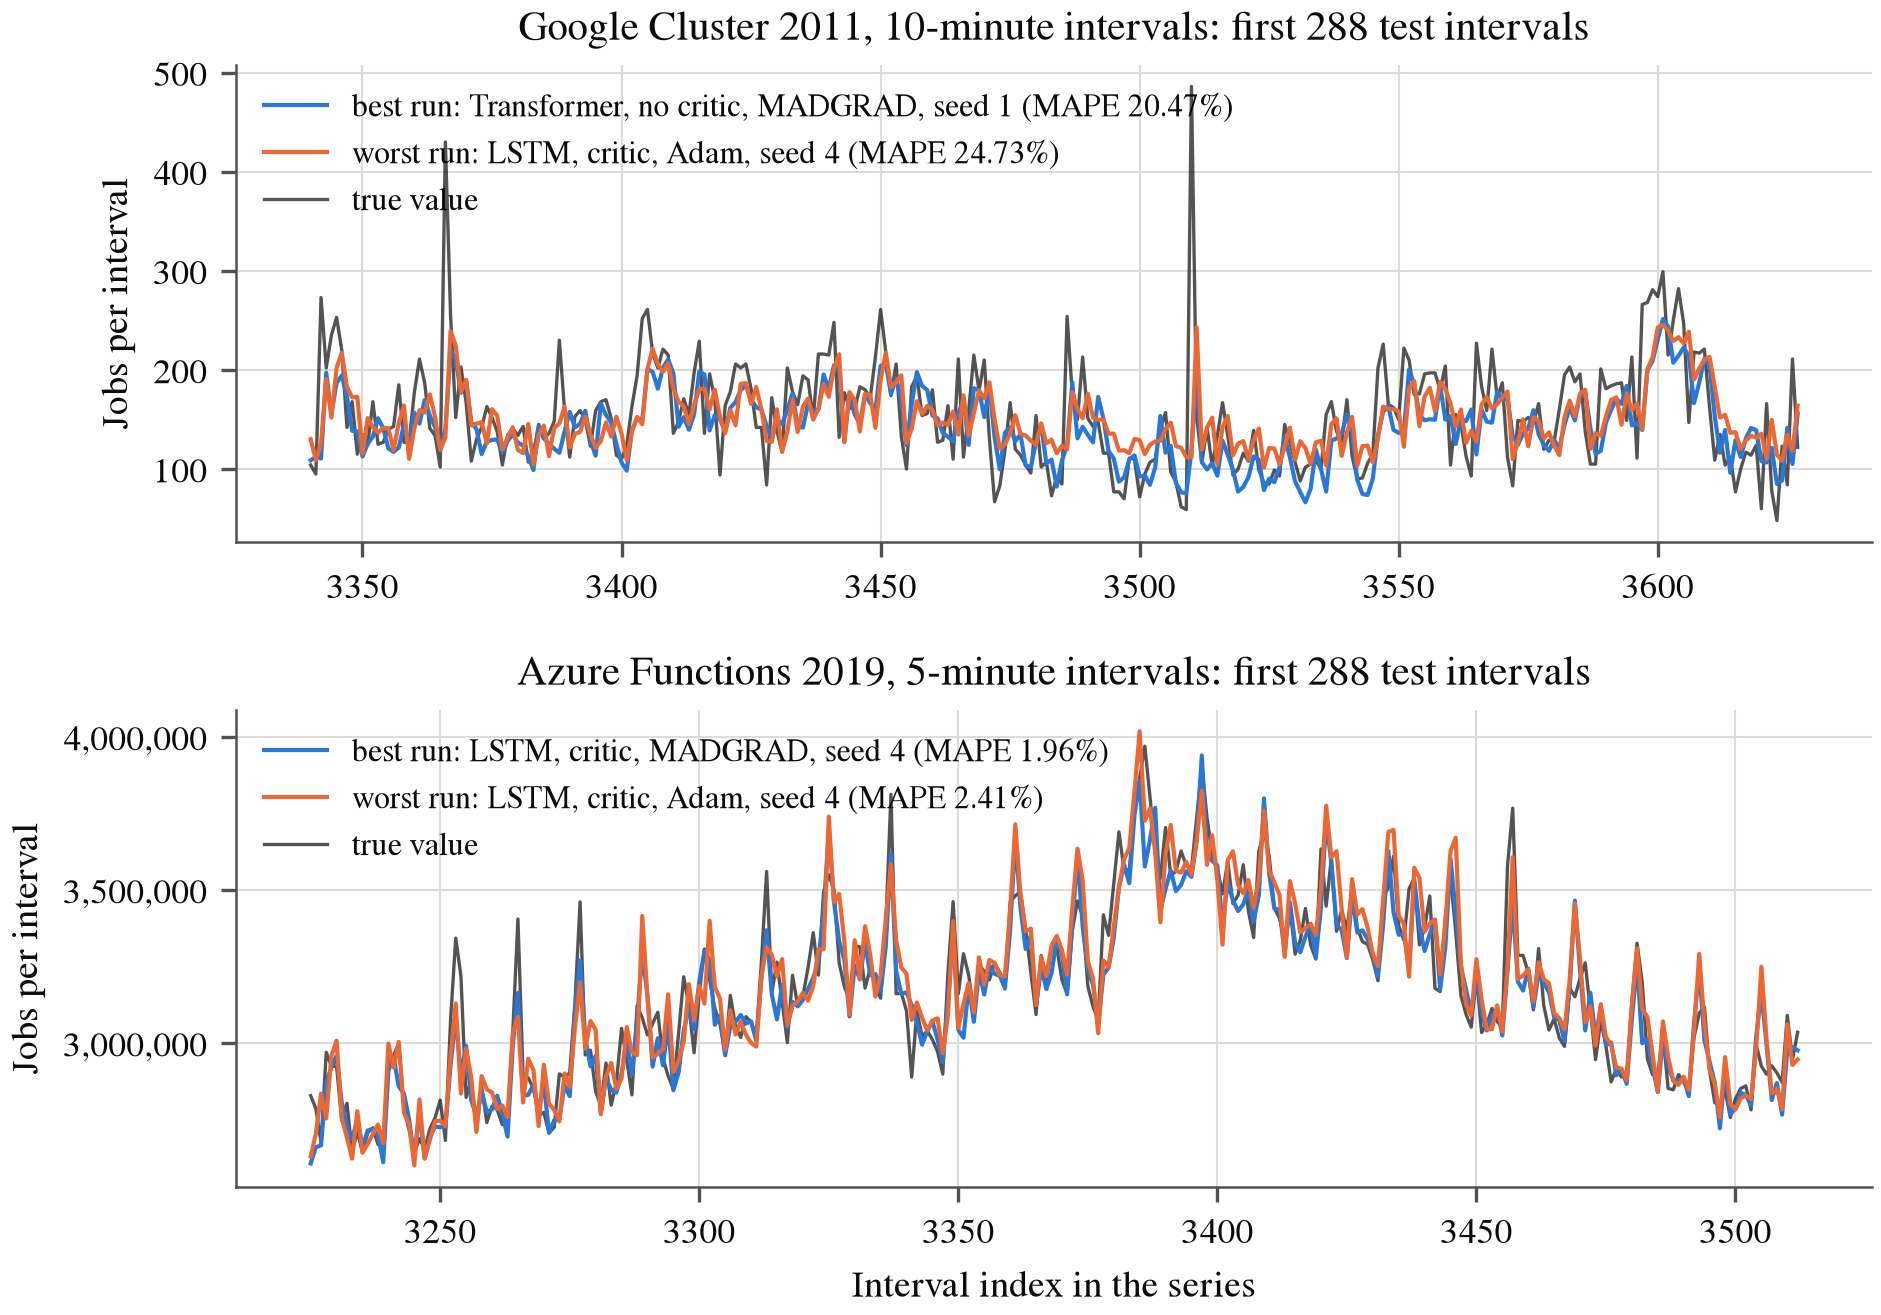 Google Cluster 2011, 10-minute intervals: first 288 test intervals
500
400
300
200
100
Jobs per interval
best run: Transformer, no critic, MADGRAD, seed 1 (MAPE 20.47%)
worst run: LSTM, critic, Adam, seed 4 (MAPE 24.73%)
true value
3350 3400 3450 3500 3550 3600
Azure Functions 2019, 5-minute intervals: first 288 test intervals
4,000,000
3,500,000
3,000,000
Jobs per interval
best run: LSTM, critic, MADGRAD, seed 4 (MAPE 1.96%)
worst run: LSTM, critic, Adam, seed 4 (MAPE 2.41%)
true value
3250 3300 3350 3400 3450 3500
Interval index in the series